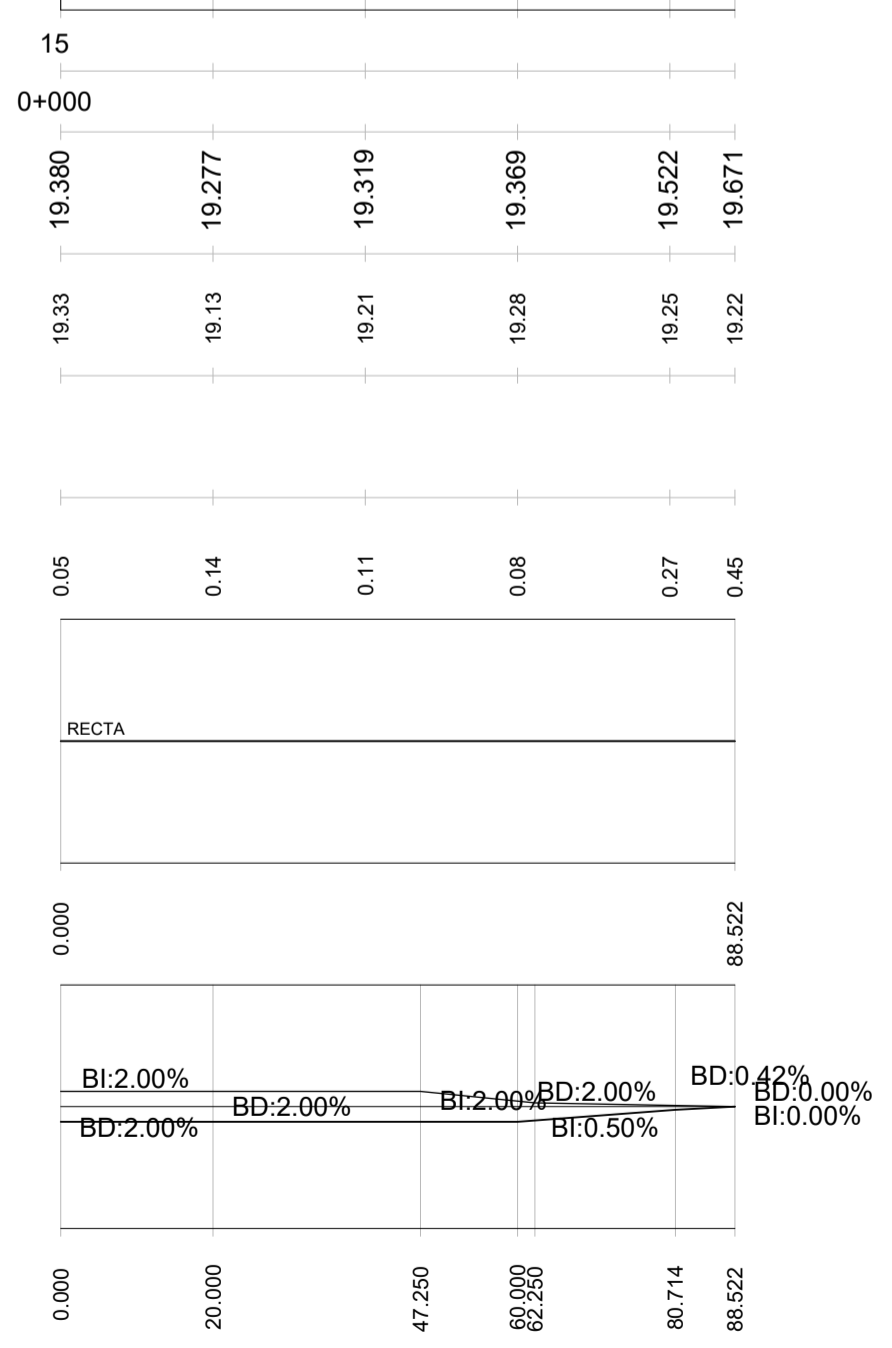 15
0+000
19.380 19.277 19.319 19.369 19.522 19.671
19.33 19.13 19.21 19.28 19.25 19.22
0.05 0.14 0.11 0.08 0.27 0.45
RECTA
0.000 88.522
BI:2.00%
BD:2.00%
BD:2.00%
BI:2.00%
BD:2.00%
BI:0.50%
BD:0.42%
BD:0.00%
BI:0.00%
0.000 20.000 47.250 60.000 62.250 80.714 88.522